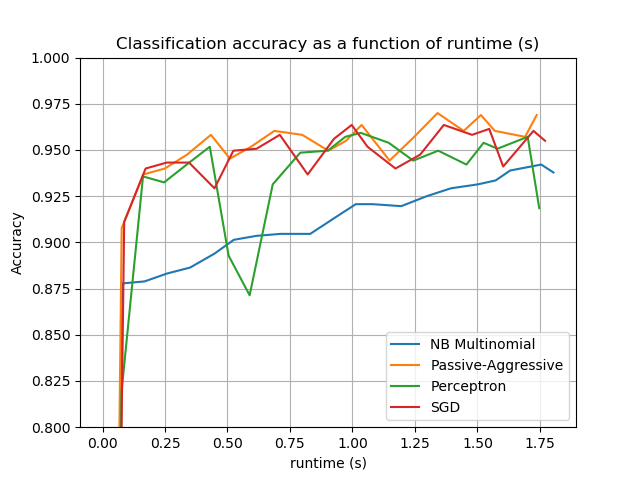 Classification accuracy as a function of runtime (s)
1.000
0.975
0.950
0.925
0.900
0.875
0.850
0.825
0.800
Accuracy
NB Multinomial
Passive-Aggressive
Perceptron
SGD
0.00 0.25 0.50 0.75 1.00 1.25 1.50 1.75
runtime (s)